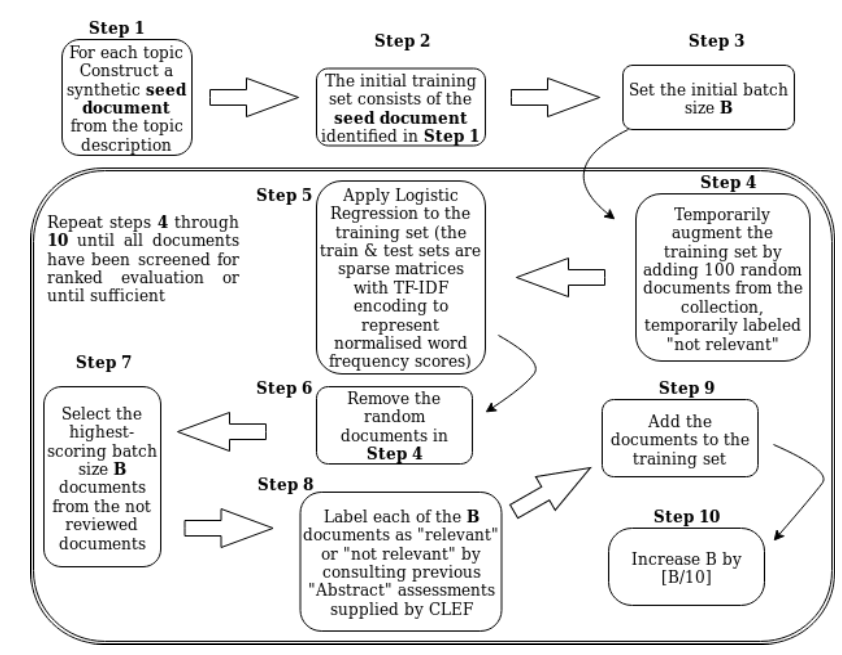 Step 1
For each topic
Construct a
synthetic seed
document
from the topic
description
Step 2
The initial training
set consists of the
seed document
identified in Step 1
Step 3
Set the initial batch
size B
Repeat steps 4 through
10 until all documents
have been screened for
ranked evaluation or
until sufficient
Step 4
Temporarily
augment the
training set by
adding 100 random
documents from the
collection,
temporarily labeled
"not relevant"
Step 5
Apply Logistic
Regression to the
training set (the
train & test sets are
sparse matrices
with TF-IDF
encoding to
represent
normalised word
frequency scores)
Step 6
Remove the
random
documents in
Step 4
Step 7
Select the
highest-
scoring batch
size B
documents
from the not
reviewed
documents
Step 8
Label each of the B
documents as "relevant"
or "not relevant" by
consulting previous
"Abstract" assessments
supplied by CLEF
Step 9
Add the
documents to the
training set
Step 10
Increase B by
[B/10]